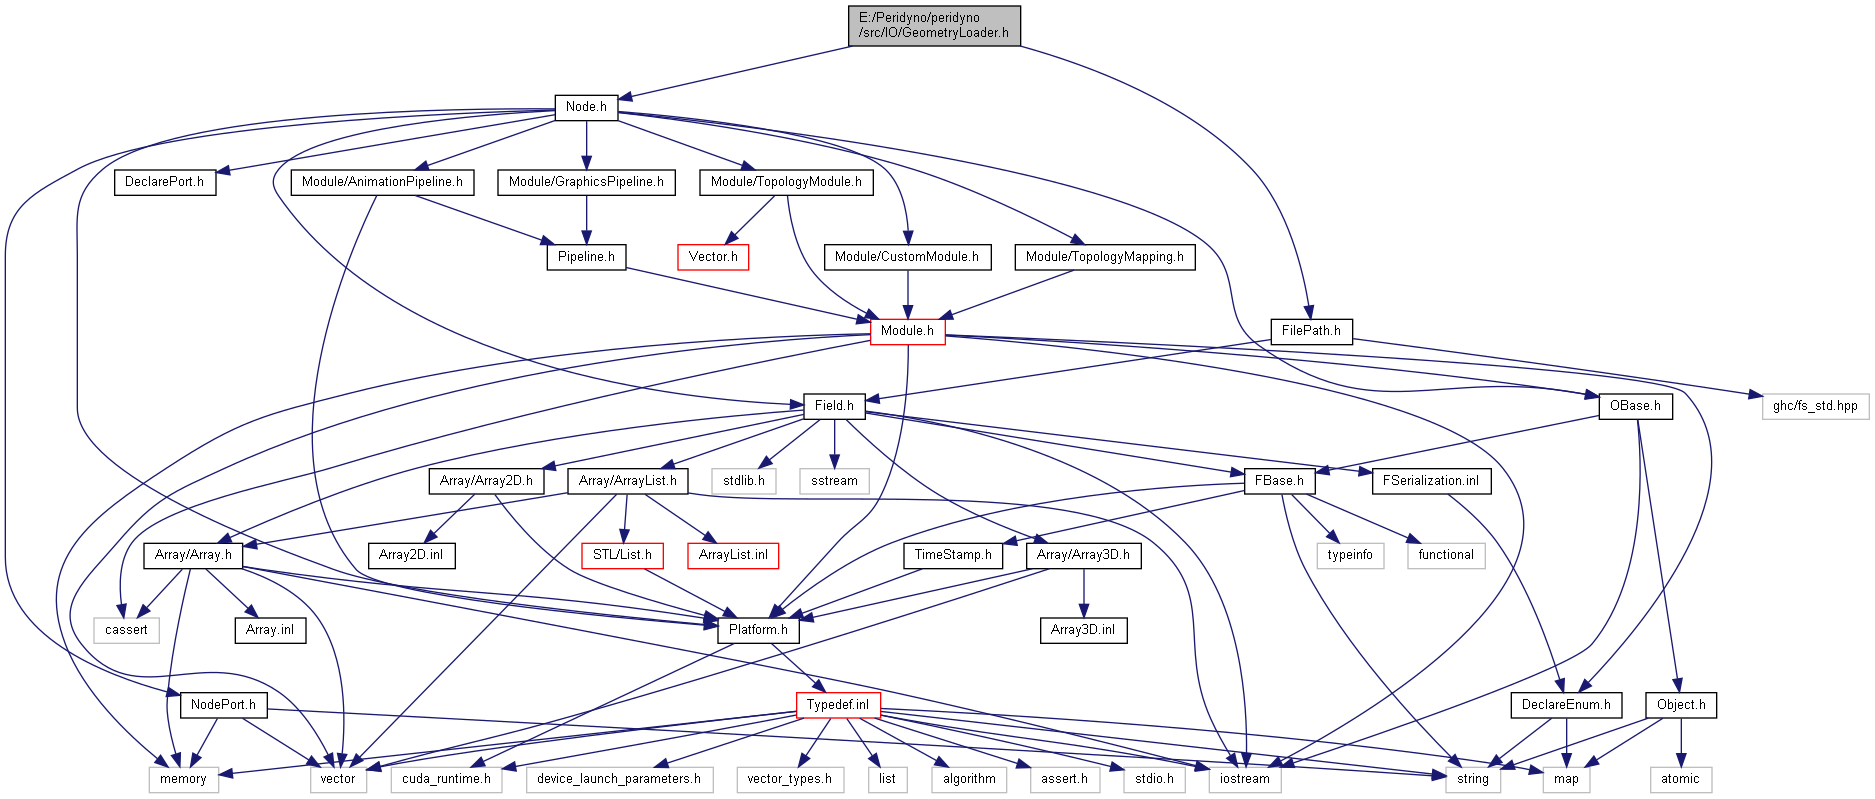 E:/Peridyno/peridyno
/src/IO/GeometryLoader.h
Node.h
DeclarePort.h
Module/AnimationPipeline.h
Module/GraphicsPipeline.h
Module/TopologyModule.h
Pipeline.h
Vector.h
Module/CustomModule.h
Module/TopologyMapping.h
Module.h
FilePath.h
Field.h
OBase.h
ghc/fs_std.hpp
Array/Array2D.h
Array/ArrayList.h
stdlib.h
sstream
FBase.h
FSerialization.inl
Array/Array.h
Array2D.inl
STL/List.h
ArrayList.inl
TimeStamp.h
Array/Array3D.h
typeinfo
functional
cassert
Array.inl
Platform.h
Array3D.inl
NodePort.h
Typedef.inl
DeclareEnum.h
Object.h
memory
vector
cuda_runtime.h
device_launch_parameters.h
vector_types.h
list
algorithm
assert.h
stdio.h
iostream
string
map
atomic